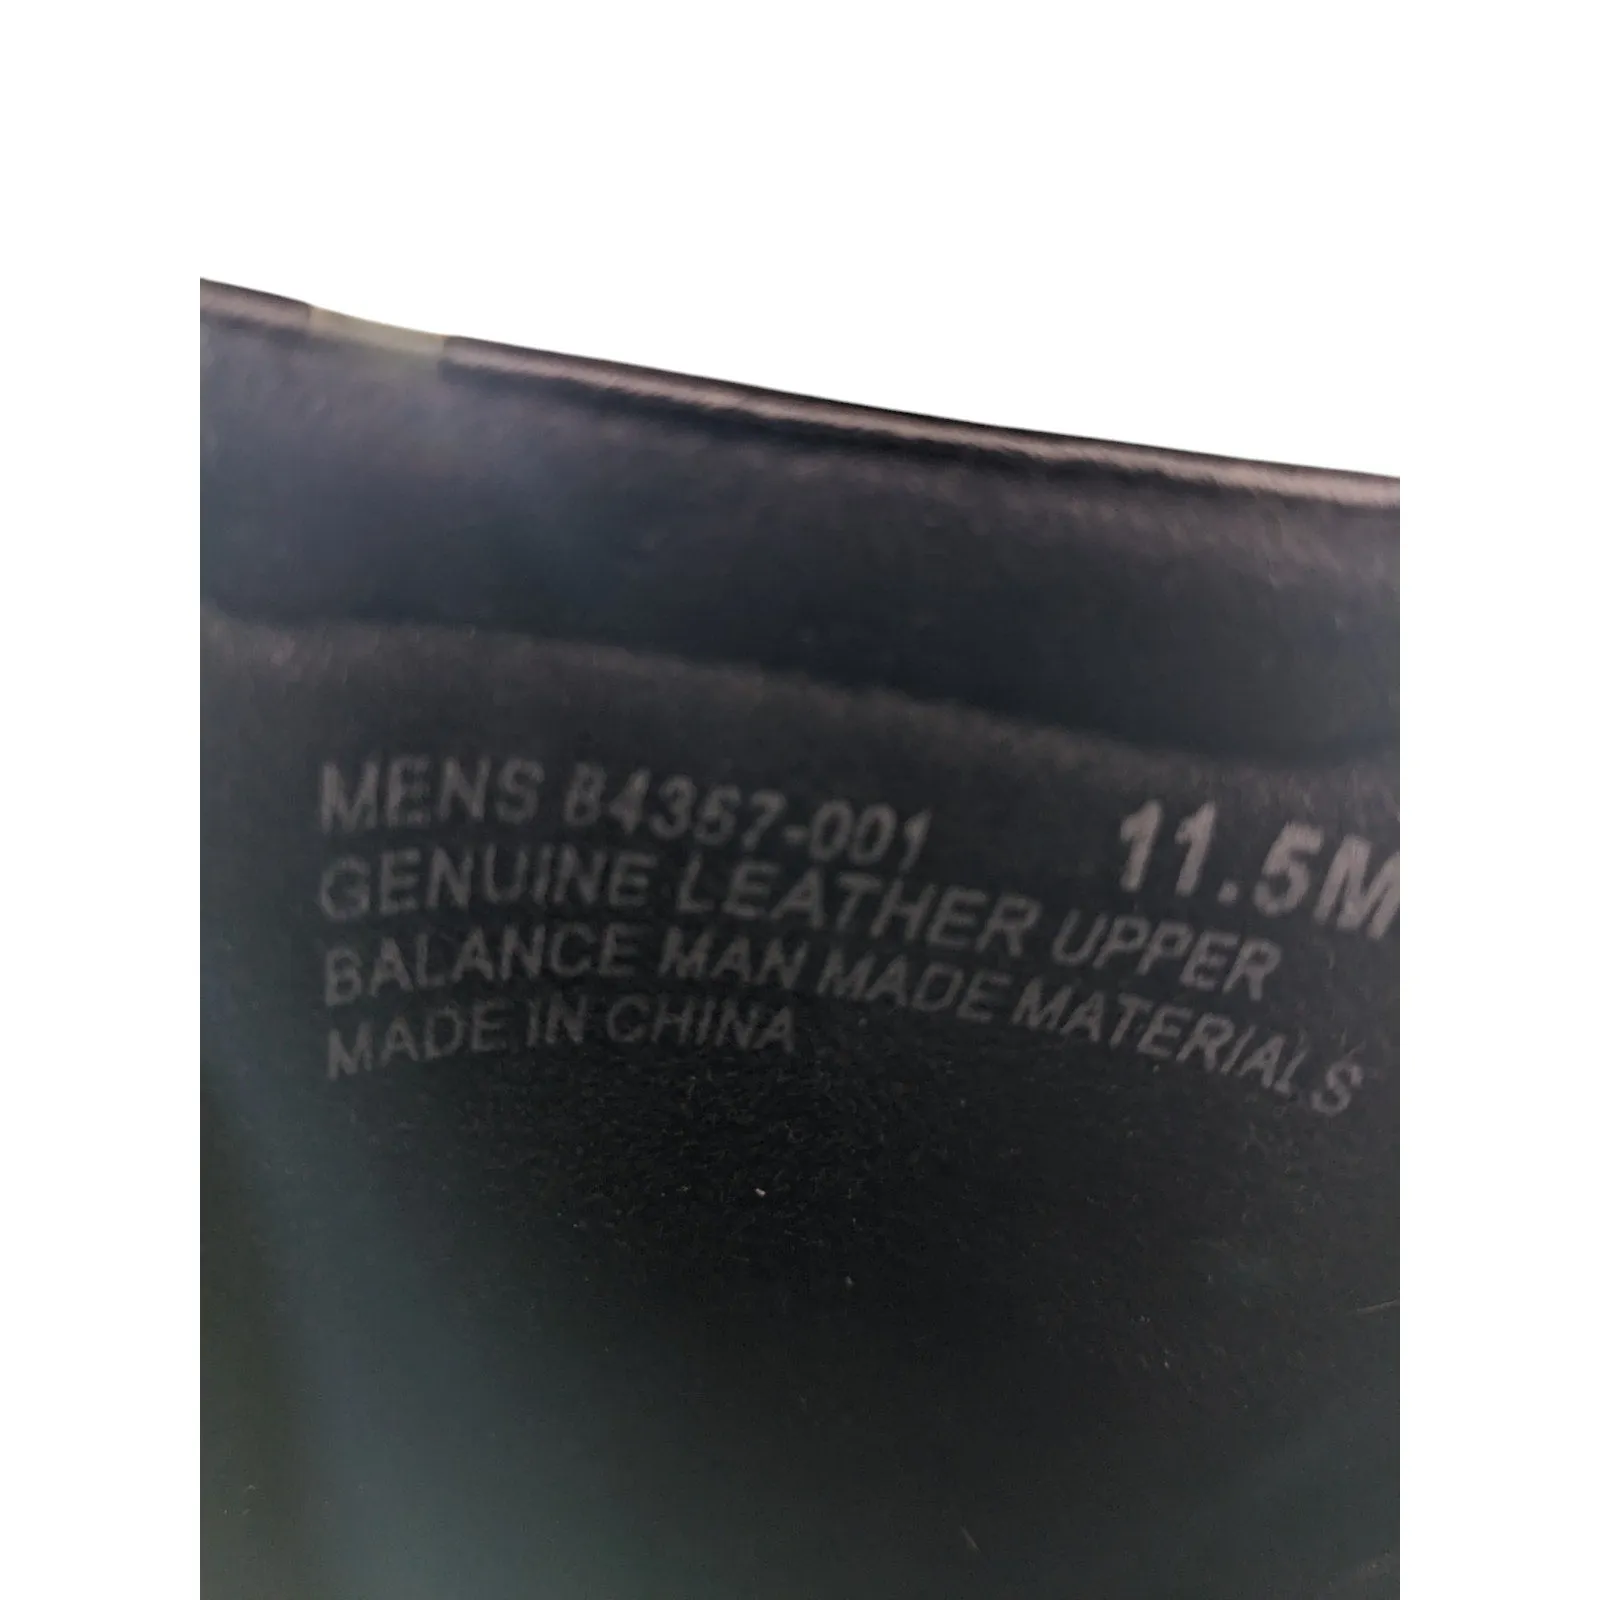 MENS 84357-001 11.5M
GENUINE LEATHER UPPER
BALANCE MAN MADE MATERIALS
MADE IN CHINA